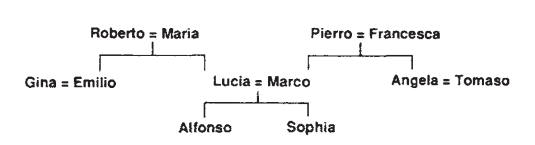 Roberto = Maria Pierro = Francesca
Gina = Emilio Lucia = Marco Angela = Tomaso
Alfonso Sophia